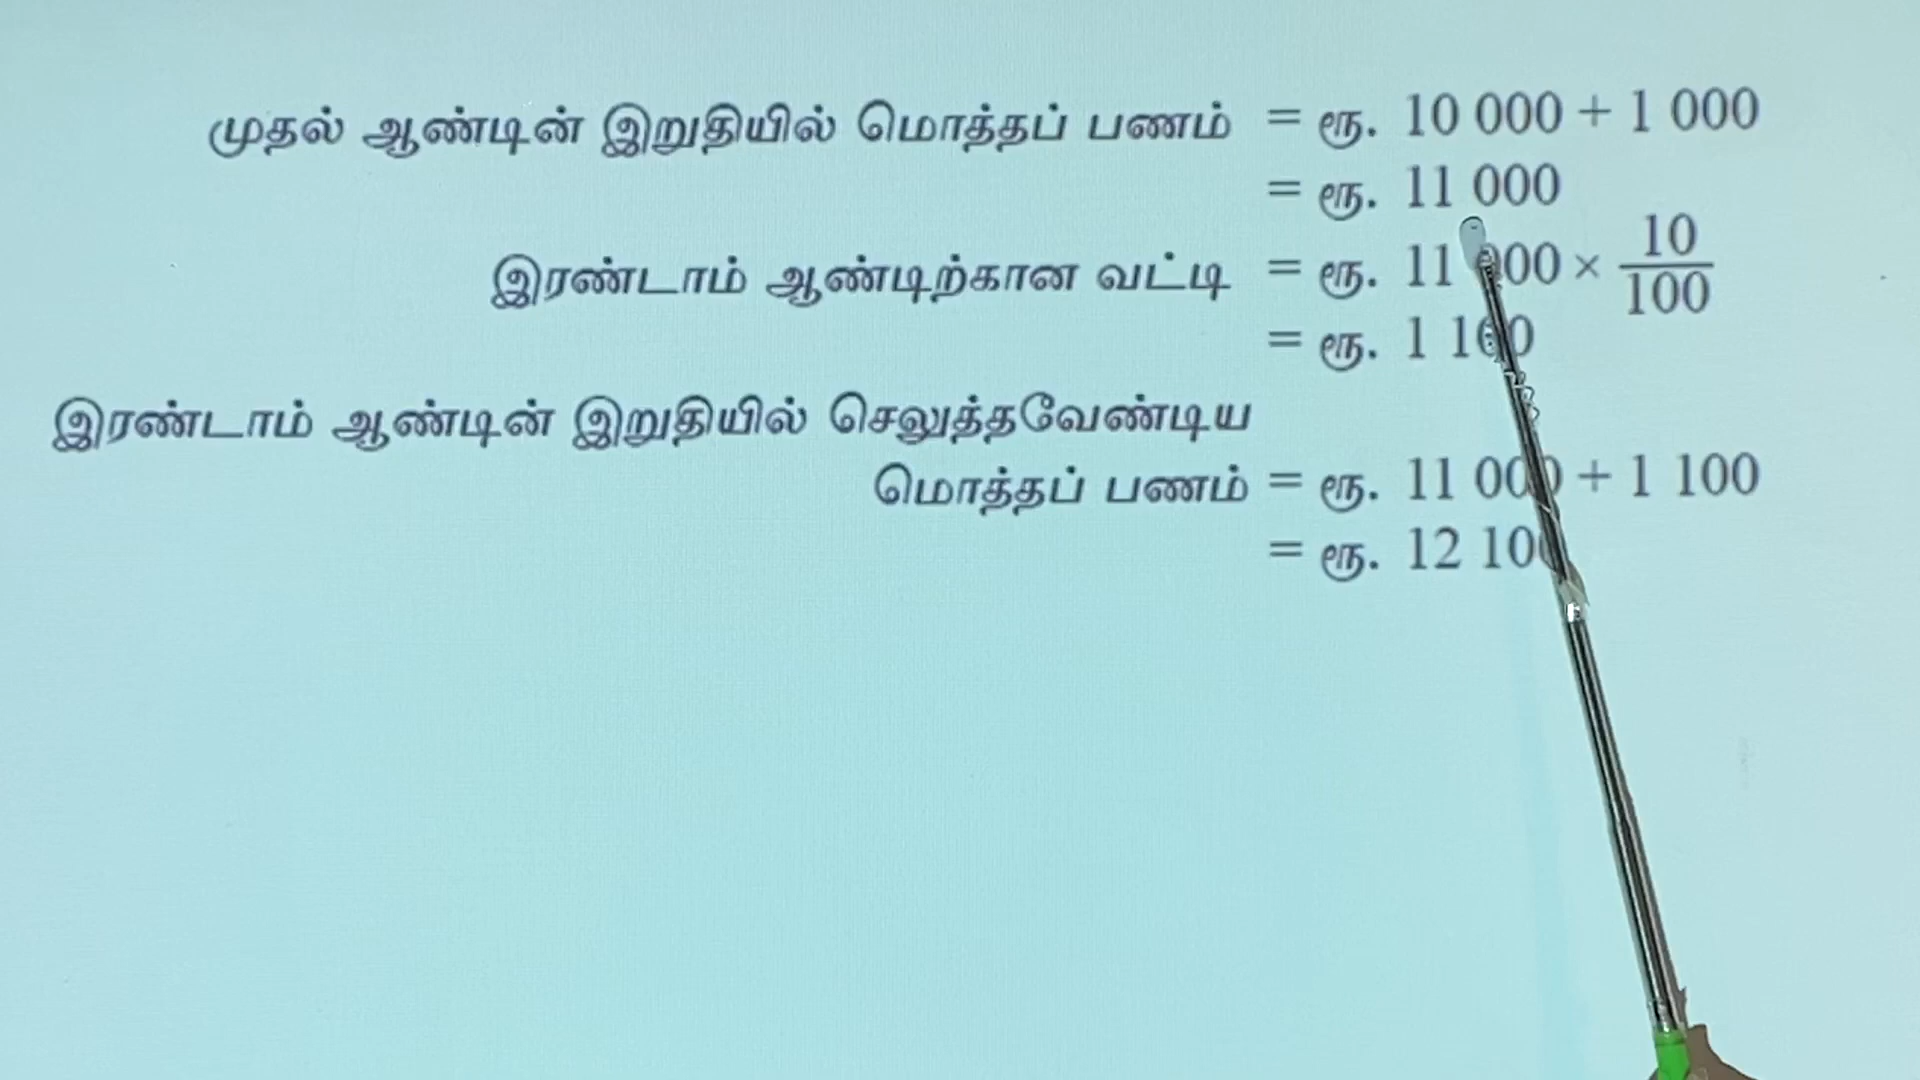 முதல் ஆண்டின் இறுதியில் மொத்தப் பணம் = ரூ. 10 000 + 1 000
= ரூ. 11 000
இரண்டாம் ஆண்டிற்கான வட்டி = ரூ. 11 000 × 10/100
= ரூ. 1 100
இரண்டாம் ஆண்டின் இறுதியில் செலுத்தவேண்டிய
மொத்தப் பணம் = ரூ. 11 000 + 1 100
= ரூ. 12 100